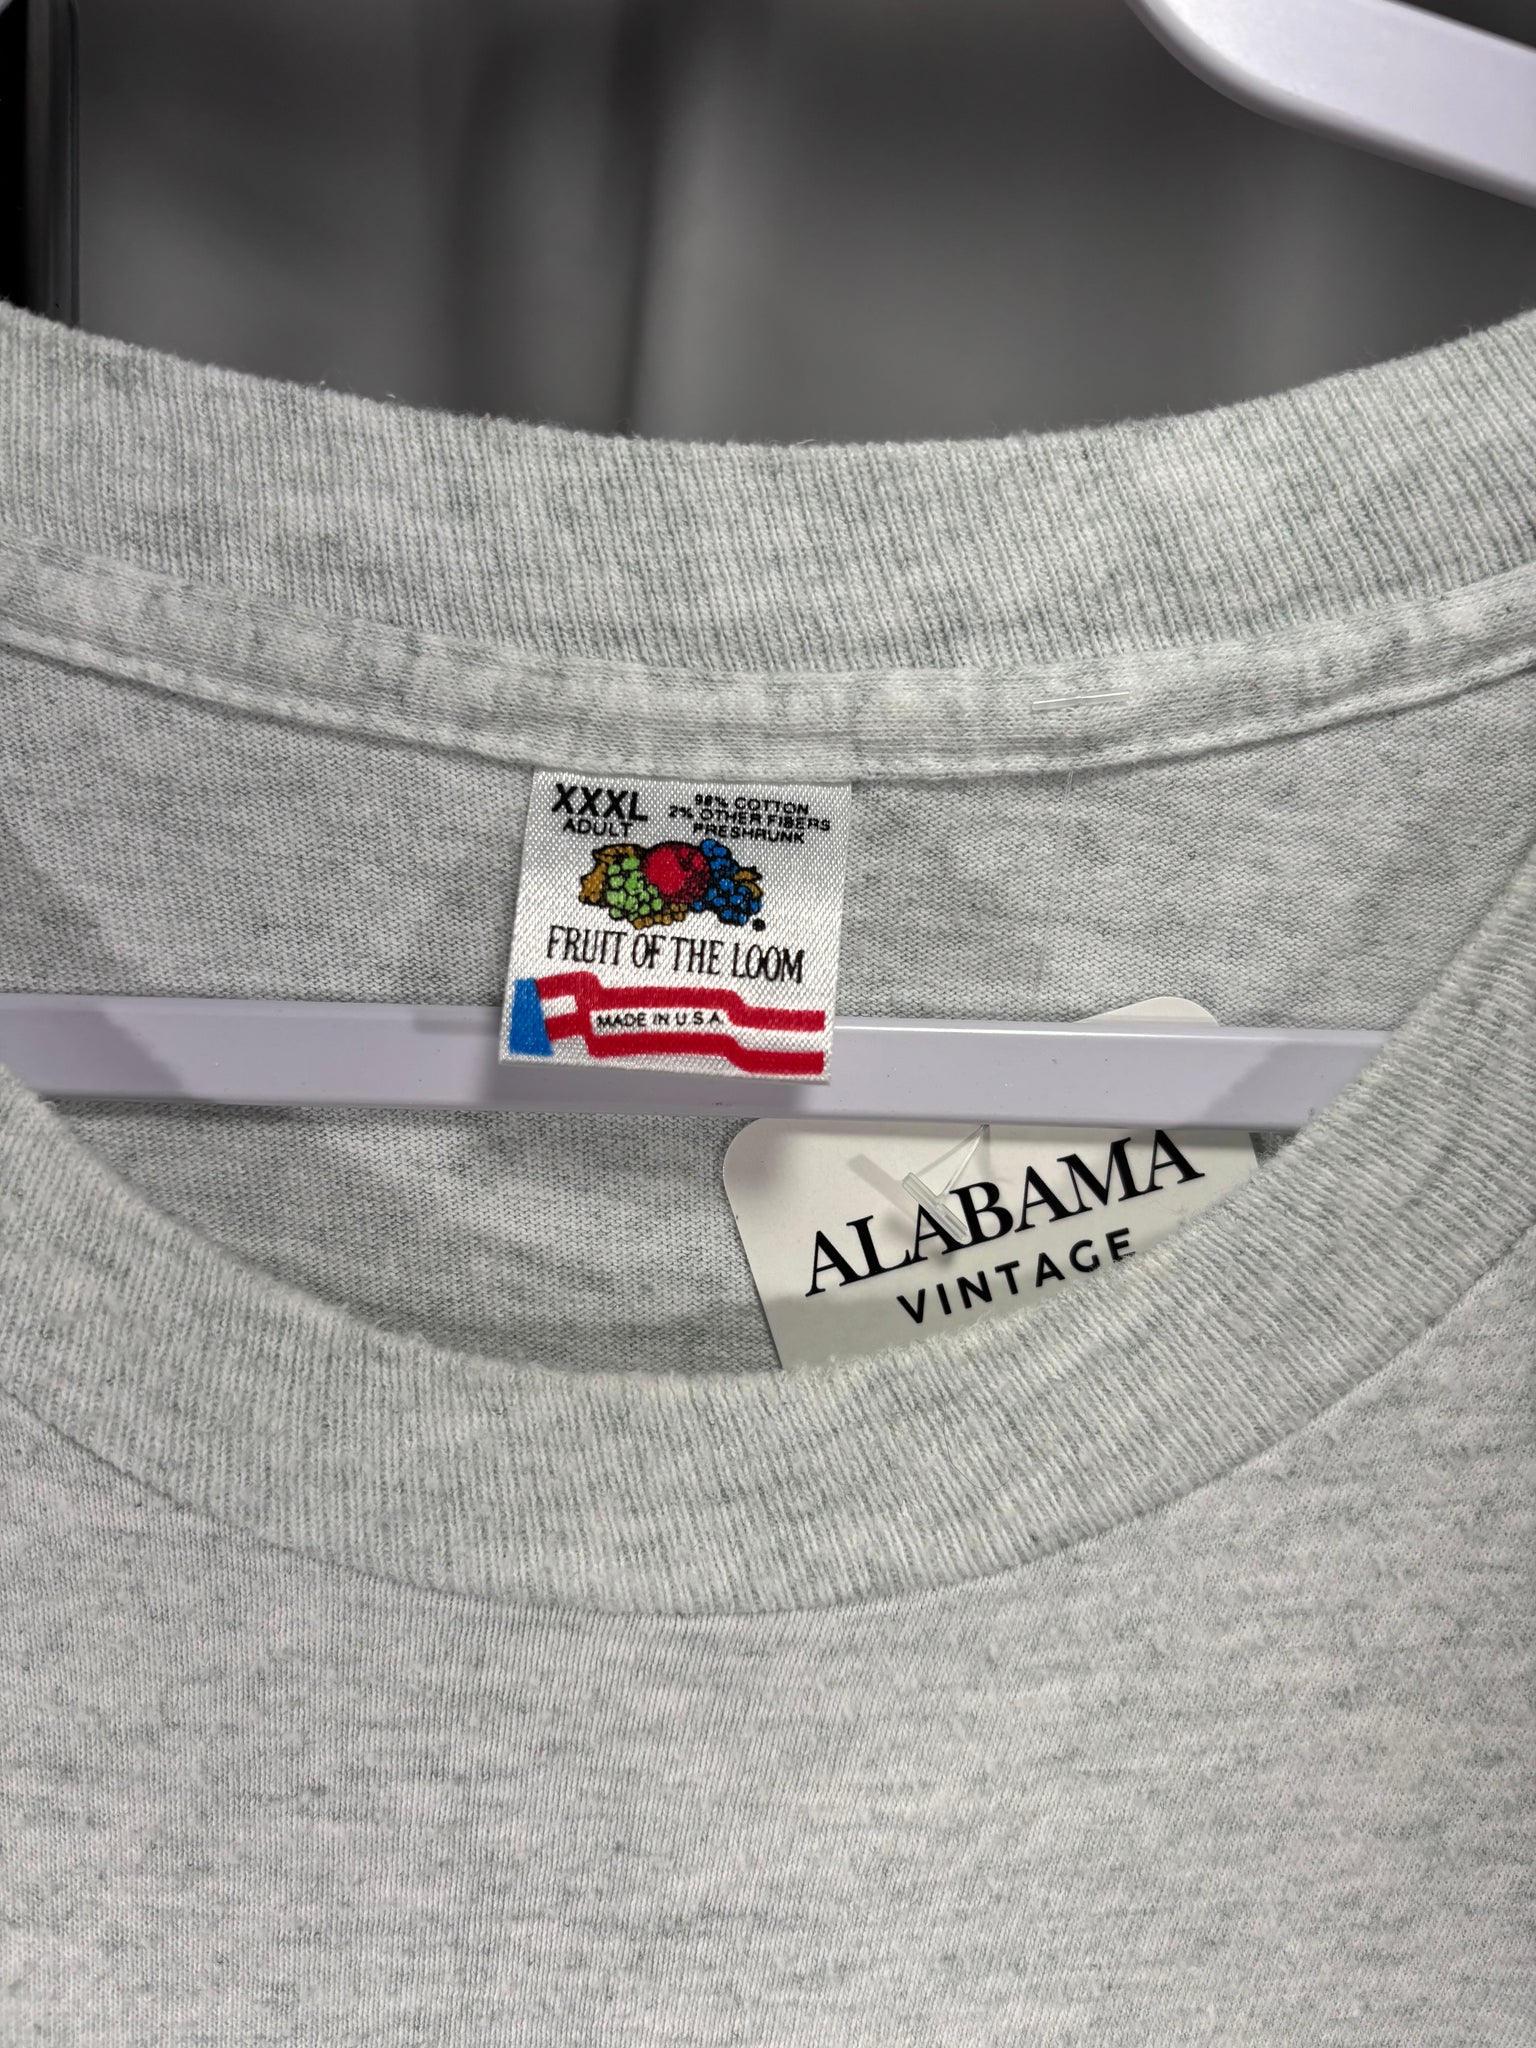 XXXL
ADULT
98% COTTON
2% OTHER FIBERS
PRESHRUNK
FRUIT OF THE LOOM
MADE IN U.S.A.
ALABAMA
VINTAGE